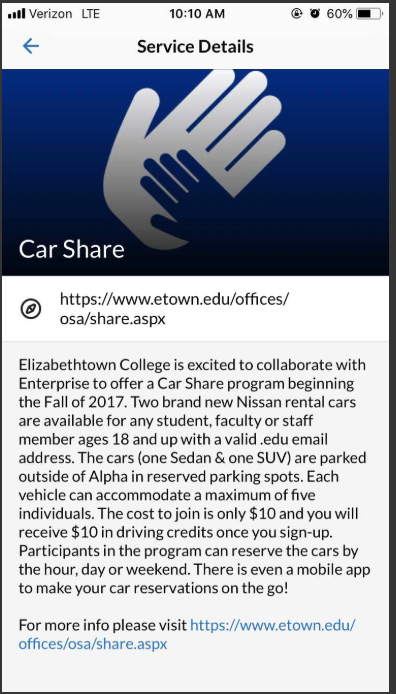 Verizon LTE 10:10 AM 60%
Service Details
Car Share
https://www.etown.edu/offices/
osa/share.aspx
Elizabethtown College is excited to collaborate with
Enterprise to offer a Car Share program beginning
the Fall of 2017. Two brand new Nissan rental cars
are available for any student, faculty or staff
member ages 18 and up with a valid .edu email
address. The cars (one Sedan & one SUV) are parked
outside of Alpha in reserved parking spots. Each
vehicle can accommodate a maximum of five
individuals. The cost to join is only $10 and you will
receive $10 in driving credits once you sign-up.
Participants in the program can reserve the cars by
the hour, day or weekend. There is even a mobile app
to make your car reservations on the go!
For more info please visit https://www.etown.edu/
offices/osa/share.aspx